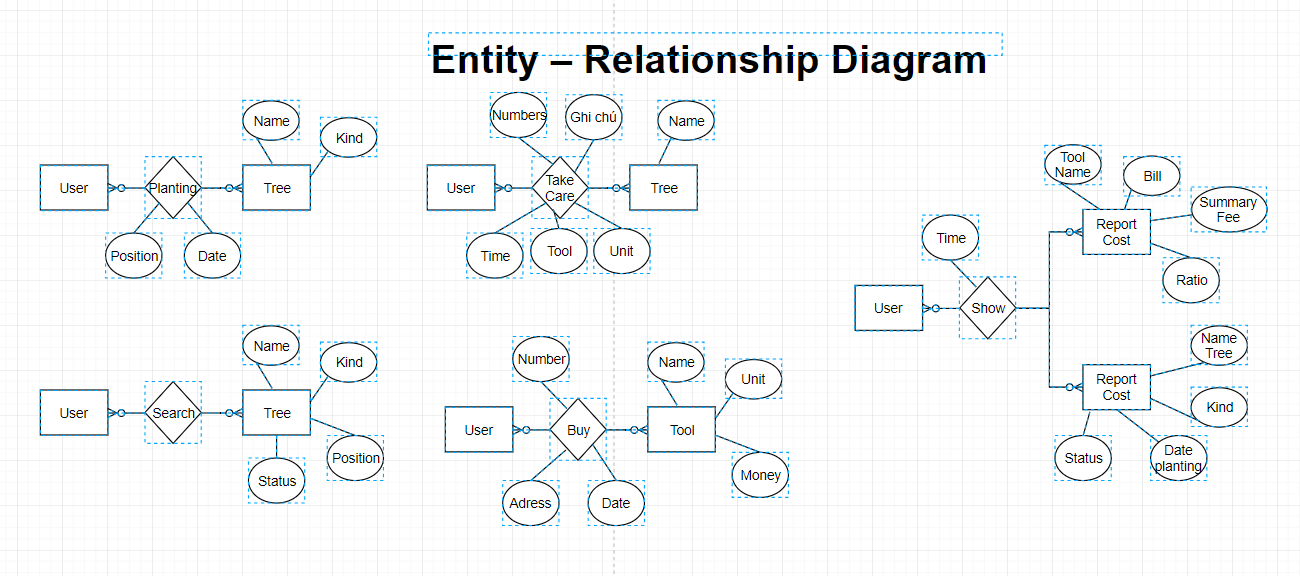 Entity – Relationship Diagram
Name
Kind
User
Planting
Tree
Position
Date
Numbers
Ghi chú
Name
User
Take
Care
Tree
Time
Tool
Unit
Name
Kind
User
Search
Tree
Status
Position
Number
Name
Unit
User
Buy
Tool
Adress
Date
Money
Tool
Name
Bill
Summary
Fee
Report
Cost
Ratio
Time
User
Show
Name
Tree
Report
Cost
Kind
Status
Date
planting